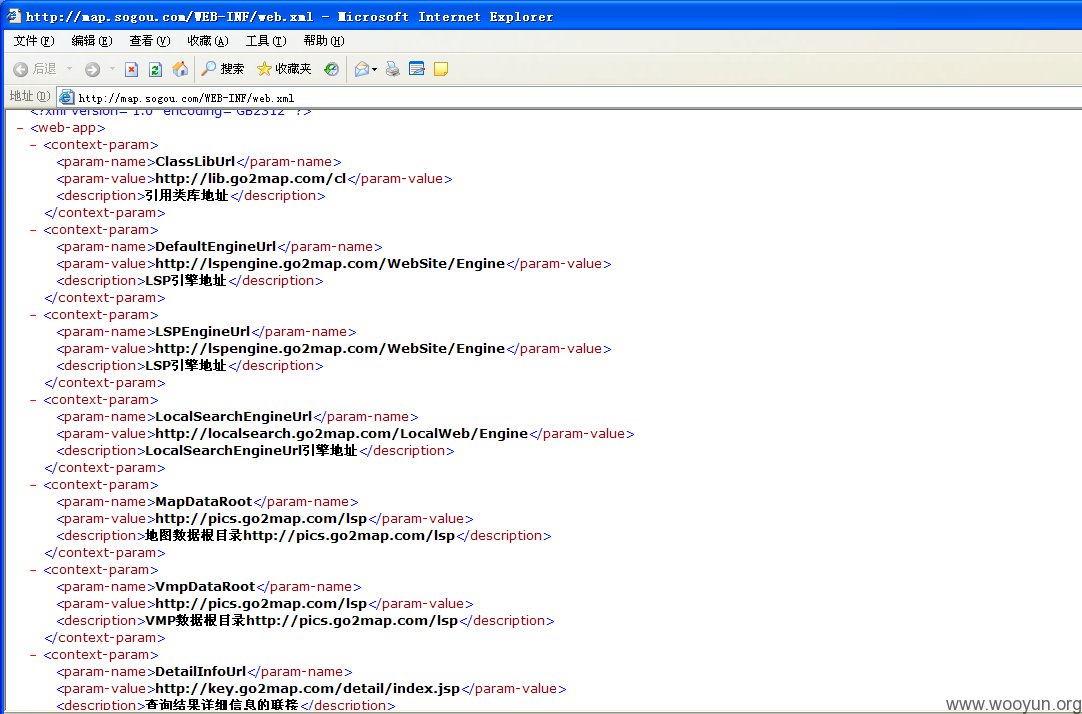 http://map.sogou.com/WEB-INF/web.xml - Microsoft Internet Explorer
文件(F) 编辑(E) 查看(V) 收藏(A) 工具(T) 帮助(H)
后退 搜索 收藏夹
地址(D) http://map.sogou.com/WEB-INF/web.xml
<?xml version="1.0" encoding="GB2312" ?>
- <web-app>
- <context-param>
<param-name>ClassLibUrl</param-name>
<param-value>http://lib.go2map.com/cl</param-value>
<description>引用类库地址</description>
</context-param>
- <context-param>
<param-name>DefaultEngineUrl</param-name>
<param-value>http://lspengine.go2map.com/WebSite/Engine</param-value>
<description>LSP引擎地址</description>
</context-param>
- <context-param>
<param-name>LSPEngineUrl</param-name>
<param-value>http://lspengine.go2map.com/WebSite/Engine</param-value>
<description>LSP引擎地址</description>
</context-param>
- <context-param>
<param-name>LocalSearchEngineUrl</param-name>
<param-value>http://localsearch.go2map.com/LocalWeb/Engine</param-value>
<description>LocalSearchEngineUrl引擎地址</description>
</context-param>
- <context-param>
<param-name>MapDataRoot</param-name>
<param-value>http://pics.go2map.com/lsp</param-value>
<description>地图数据根目录http://pics.go2map.com/lsp</description>
</context-param>
- <context-param>
<param-name>VmpDataRoot</param-name>
<param-value>http://pics.go2map.com/lsp</param-value>
<description>VMP数据根目录http://pics.go2map.com/lsp</description>
</context-param>
- <context-param>
<param-name>DetailInfoUrl</param-name>
<param-value>http://key.go2map.com/detail/index.jsp</param-value>
<description>查询结果详细信息的联接</description>
www.wooyun.org